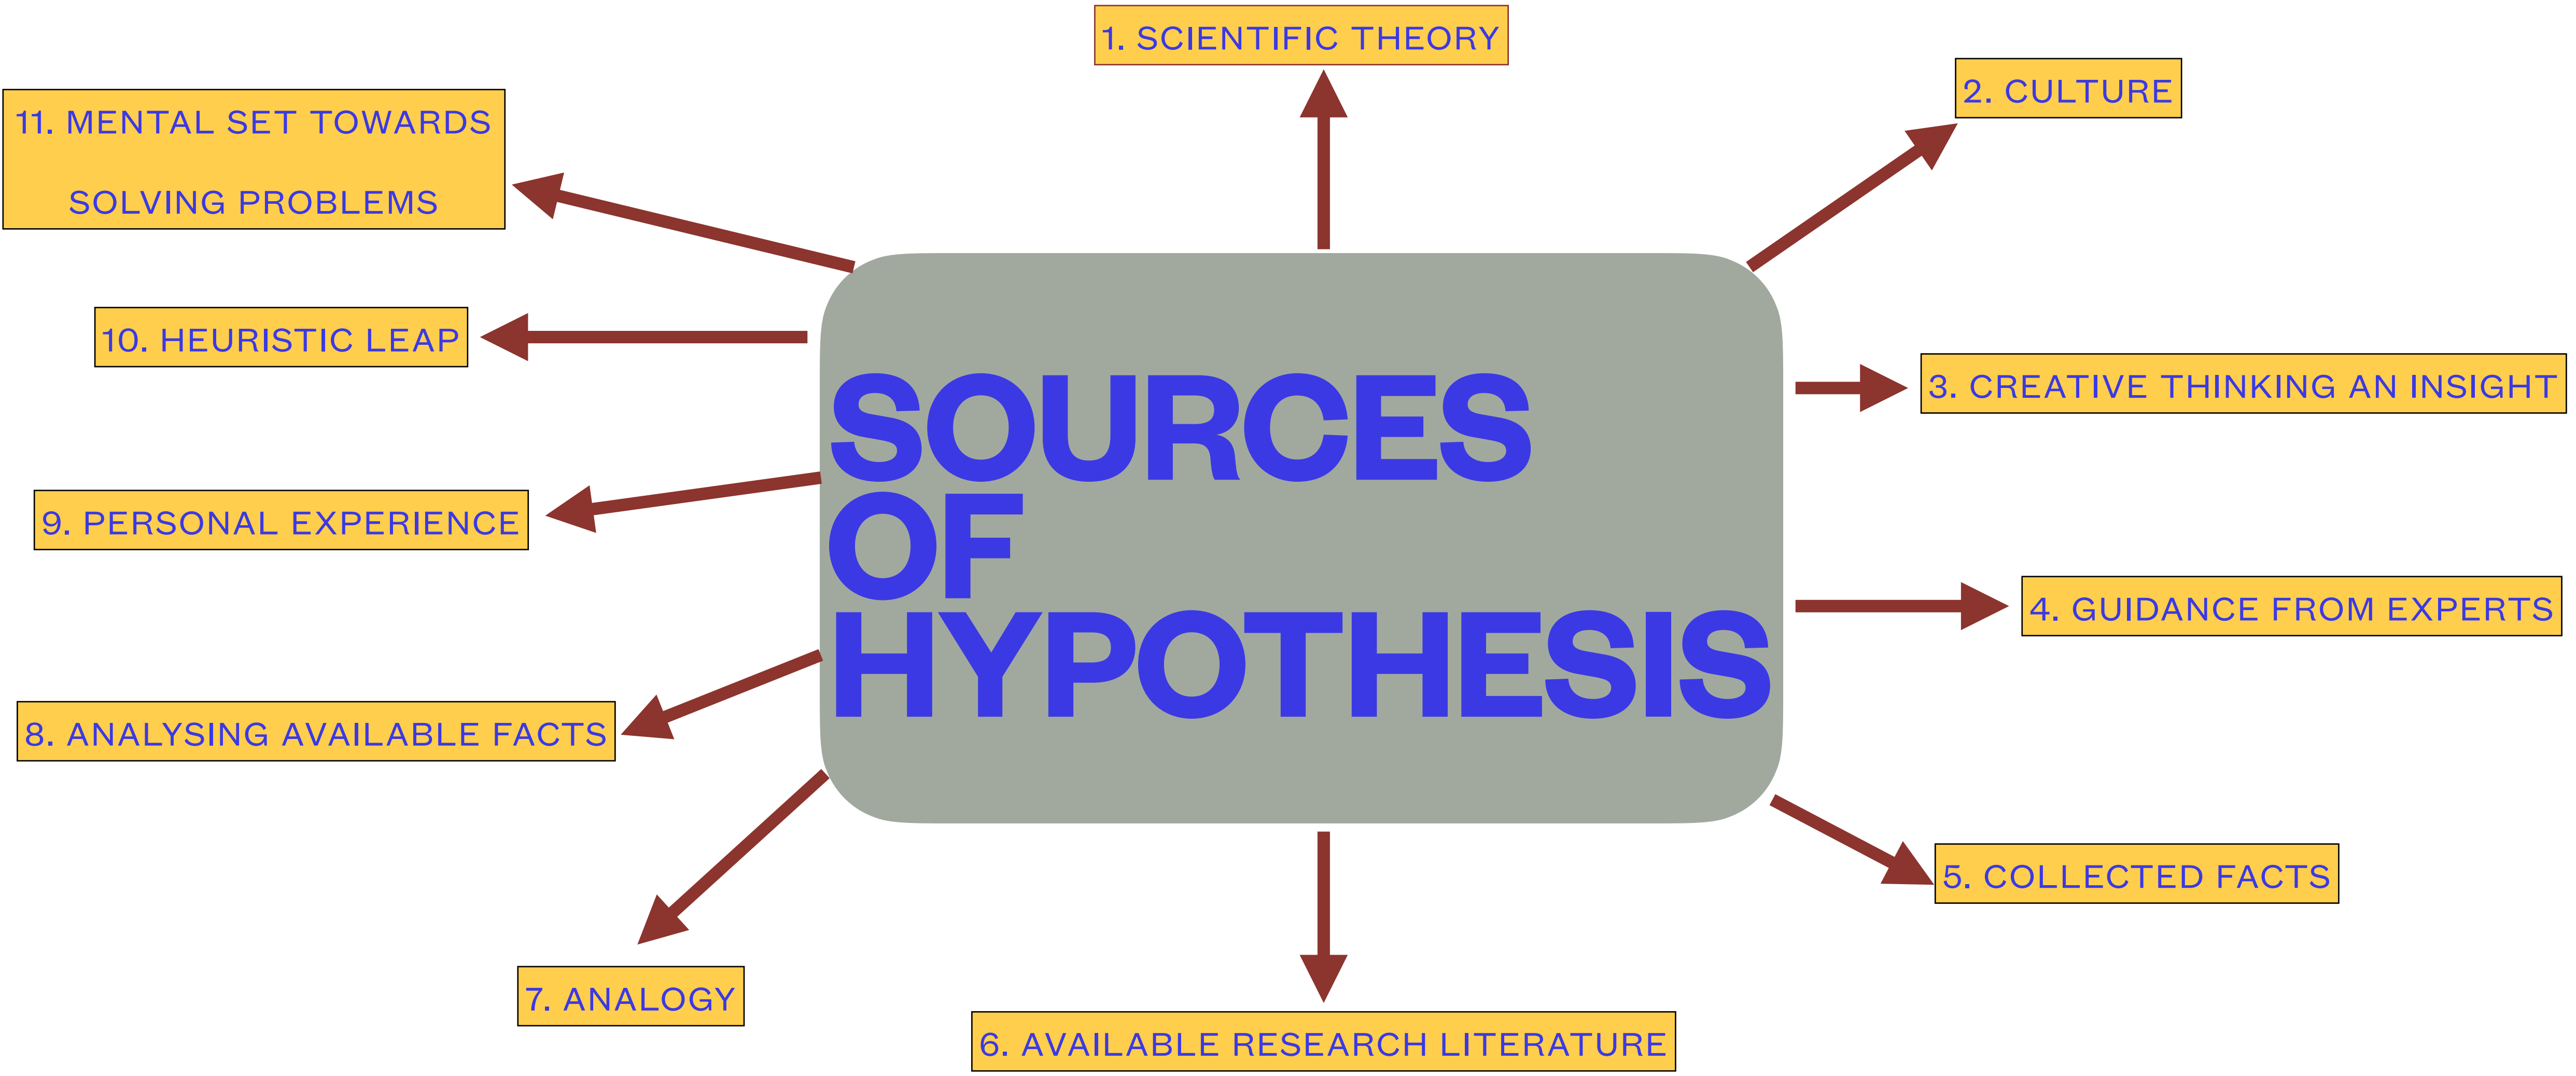 1. SCIENTIFIC THEORY
2. CULTURE
3. CREATIVE THINKING AN INSIGHT
4. GUIDANCE FROM EXPERTS
5. COLLECTED FACTS
6. AVAILABLE RESEARCH LITERATURE
7. ANALOGY
8. ANALYSING AVAILABLE FACTS
9. PERSONAL EXPERIENCE
10. HEURISTIC LEAP
11. MENTAL SET TOWARDS
SOLVING PROBLEMS
SOURCES
OF
HYPOTHESIS